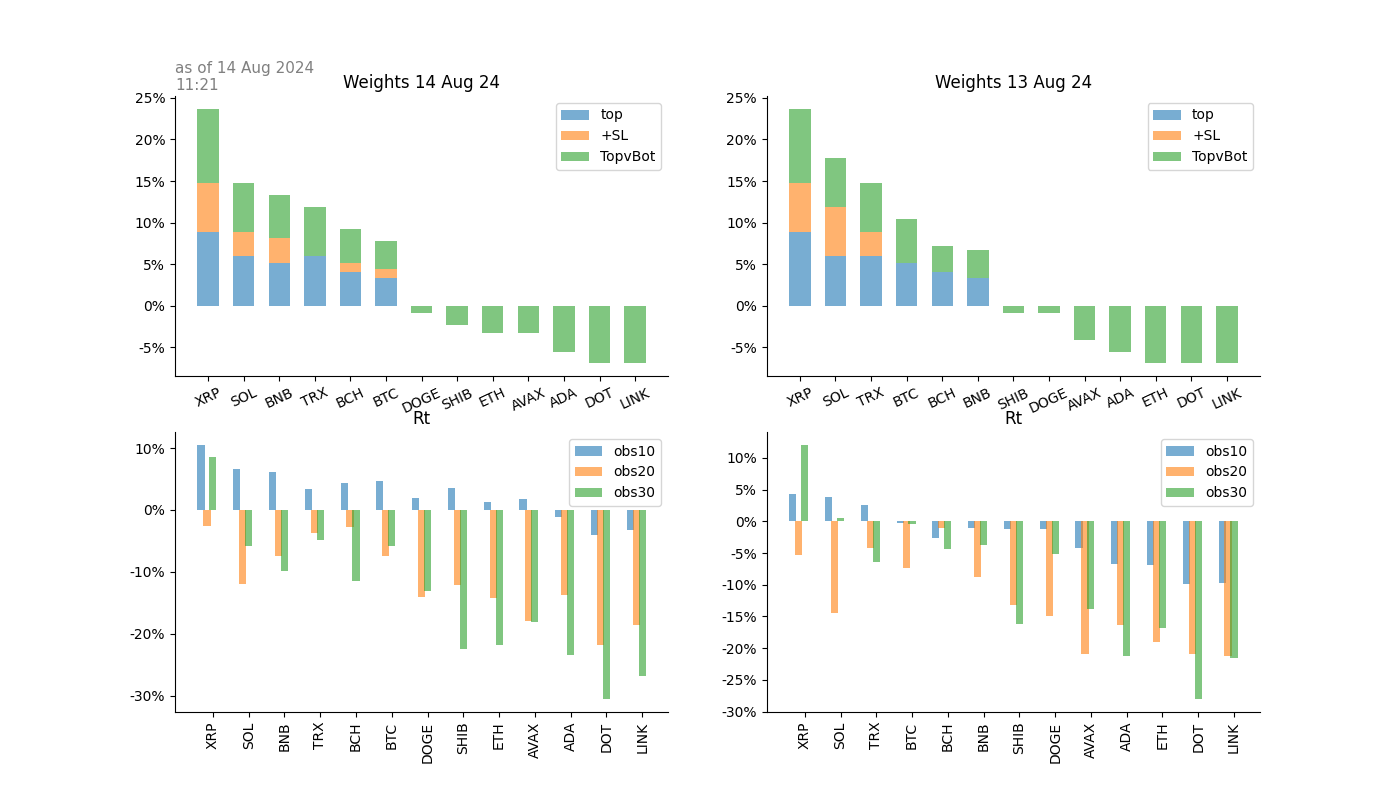 as of 14 Aug 2024
11:21
Weights 14 Aug 24
25%
20%
15%
10%
5%
0%
-5%
top
+SL
TopvBot
XRP SOL BNB TRX BCH BTC DOGE SHIB ETH AVAX ADA DOT LINK
Weights 13 Aug 24
25%
20%
15%
10%
5%
0%
-5%
top
+SL
TopvBot
XRP SOL TRX BTC BCH BNB SHIB DOGE AVAX ADA ETH DOT LINK
Rt
10%
0%
-10%
-20%
-30%
obs10
obs20
obs30
XRP SOL BNB TRX BCH BTC DOGE SHIB ETH AVAX ADA DOT LINK
Rt
10%
5%
0%
-5%
-10%
-15%
-20%
-25%
-30%
obs10
obs20
obs30
XRP SOL TRX BTC BCH BNB SHIB DOGE AVAX ADA ETH DOT LINK